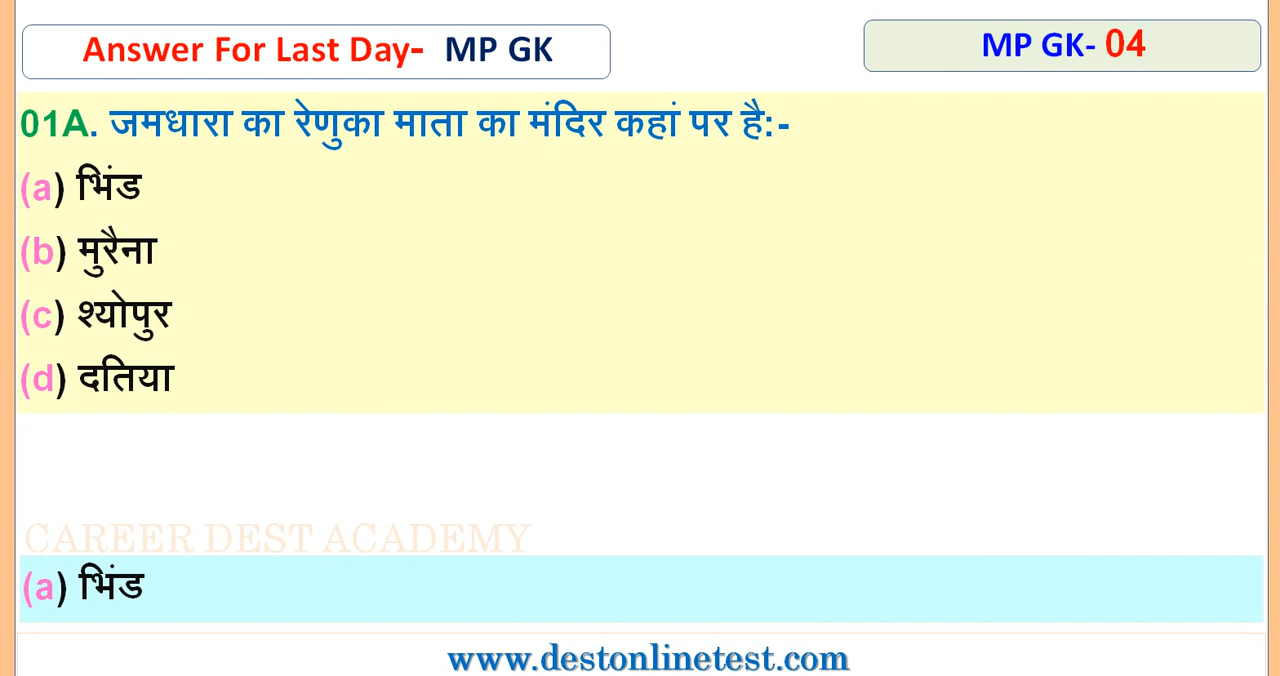 Answer For Last Day- MP GK
MP GK- 04
01A. जमधारा का रेणुका माता का मंदिर कहां पर है:-
(a) भिंड
(b) मुरैना
(c) श्योपुर
(d) दतिया
CAREER DEST ACADEMY
(a) भिंड
www.destonlinetest.com